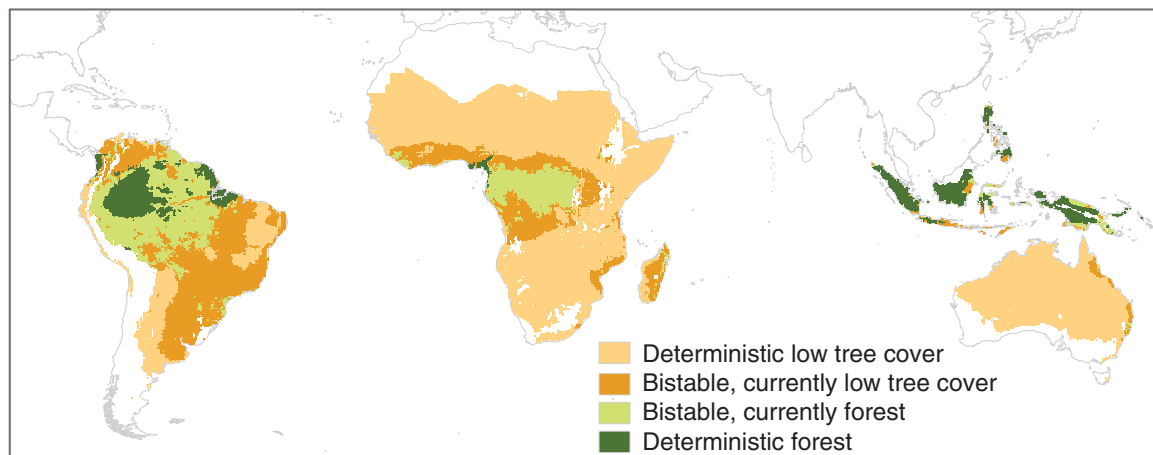 Deterministic low tree cover
Bistable, currently low tree cover
Bistable, currently forest
Deterministic forest